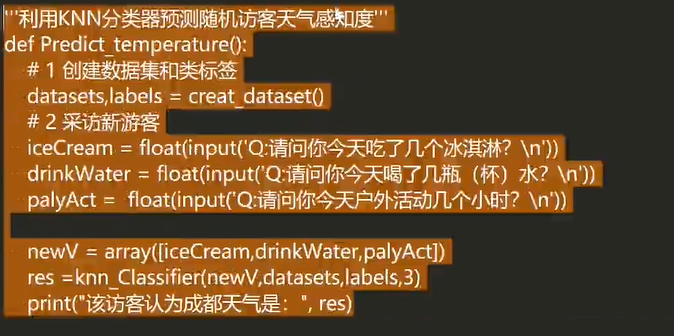 '''利用KNN分类器预测随机访客天气感知度'''
def Predict_temperature():
    # 1 创建数据集和类标签
    datasets,labels = creat_dataset()
    # 2 采访新游客
    iceCream = float(input('Q:请问你今天吃了几个冰淇淋？\n'))
    drinkWater = float(input('Q:请问你今天喝了几瓶（杯）水？\n'))
    palyAct =  float(input('Q:请问你今天户外活动几个小时？\n'))
    newV = array([iceCream,drinkWater,palyAct])
    res =knn_Classifier(newV,datasets,labels,3)
    print("该访客认为成都天气是：", res)